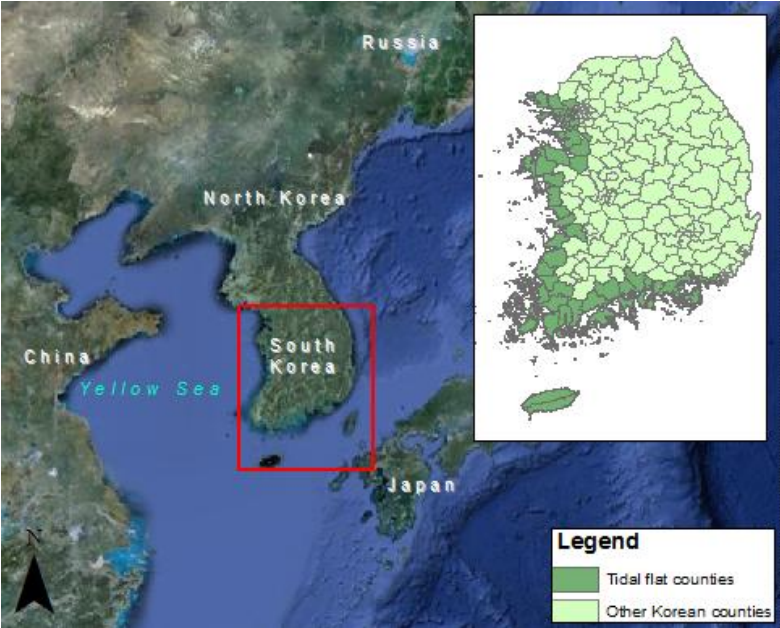 Russia
North Korea
South
Korea
China
Yellow Sea
Japan
N
Legend
Tidal flat counties
Other Korean counties